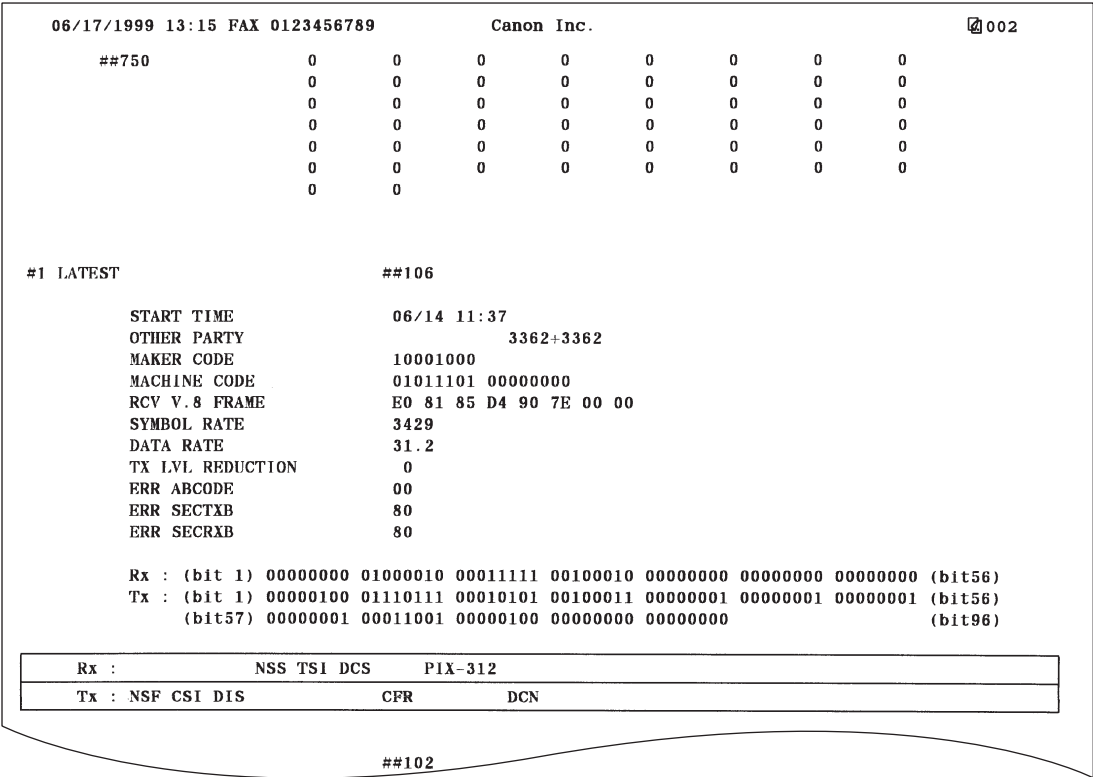 06/17/1999 13:15 FAX 0123456789 Canon Inc. 002
##750 0 0 0 0 0 0 0 0
0 0 0 0 0 0 0 0
0 0 0 0 0 0 0 0
0 0 0 0 0 0 0 0
0 0 0 0 0 0 0 0
0 0 0 0 0 0 0 0
0 0
#1 LATEST ##106
START TIME 06/14 11:37
OTHER PARTY 3362+3362
MAKER CODE 10001000
MACHINE CODE 01011101 00000000
RCV V.8 FRAME E0 81 85 D4 90 7E 00 00
SYMBOL RATE 3429
DATA RATE 31.2
TX LVL REDUCTION 0
ERR ABCODE 00
ERR SECTXB 80
ERR SECRXB 80
Rx : (bit 1) 00000000 01000010 00011111 00100010 00000000 00000000 00000000 (bit56)
Tx : (bit 1) 00000100 01110111 00010101 00100011 00000001 00000001 00000001 (bit56)
(bit57) 00000001 00011001 00000100 00000000 00000000 (bit96)
Rx : NSS TSI DCS PIX-312
Tx : NSF CSI DIS CFR DCN
##102